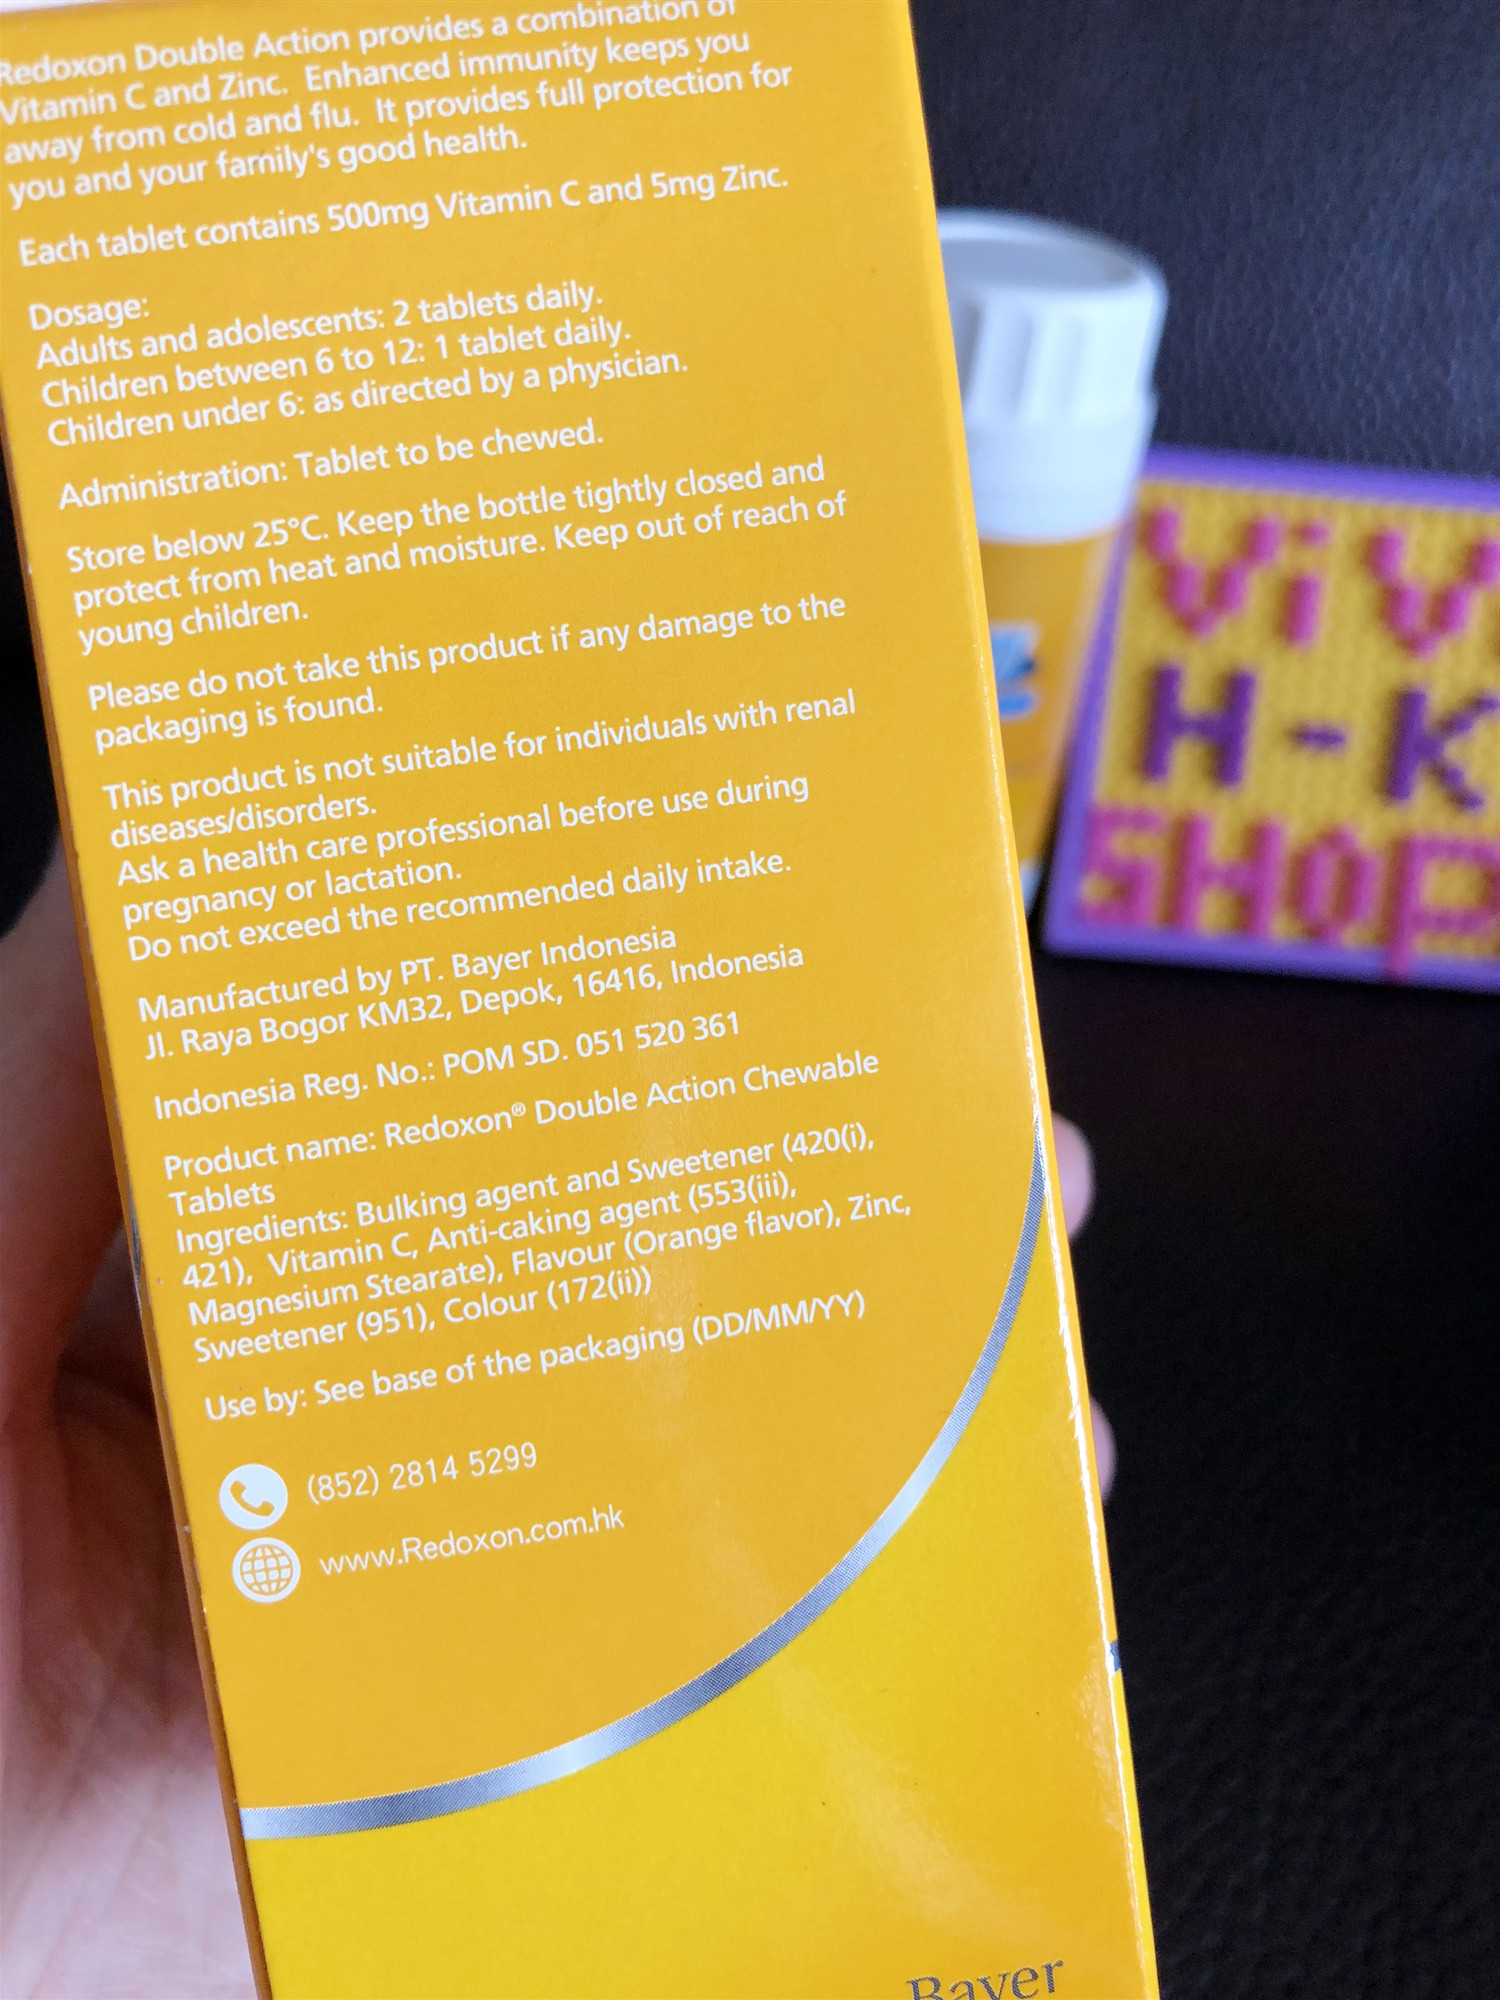 Redoxon Double Action provides a combination of
Vitamin C and Zinc. Enhanced immunity keeps you
away from cold and flu. It provides full protection for
you and your family's good health.
Each tablet contains 500mg Vitamin C and 5mg Zinc.
Dosage:
Adults and adolescents: 2 tablets daily.
Children between 6 to 12: 1 tablet daily.
Children under 6: as directed by a physician.
Administration: Tablet to be chewed.
Store below 25°C. Keep the bottle tightly closed and
protect from heat and moisture. Keep out of reach of
young children.
Please do not take this product if any damage to the
packaging is found.
This product is not suitable for individuals with renal
diseases/disorders.
Ask a health care professional before use during
pregnancy or lactation.
Do not exceed the recommended daily intake.
Manufactured by PT. Bayer Indonesia
Jl. Raya Bogor KM32, Depok, 16416, Indonesia
Indonesia Reg. No.: POM SD. 051 520 361
Product name: Redoxon® Double Action Chewable
Tablets
Ingredients: Bulking agent and Sweetener (420(i),
421), Vitamin C, Anti-caking agent (553(iii),
Magnesium Stearate), Flavour (Orange flavor), Zinc,
Sweetener (951), Colour (172(ii))
Use by: See base of the packaging (DD/MM/YY)
(852) 2814 5299
www.Redoxon.com.hk
Bayer
ViV
H-K
SHOP